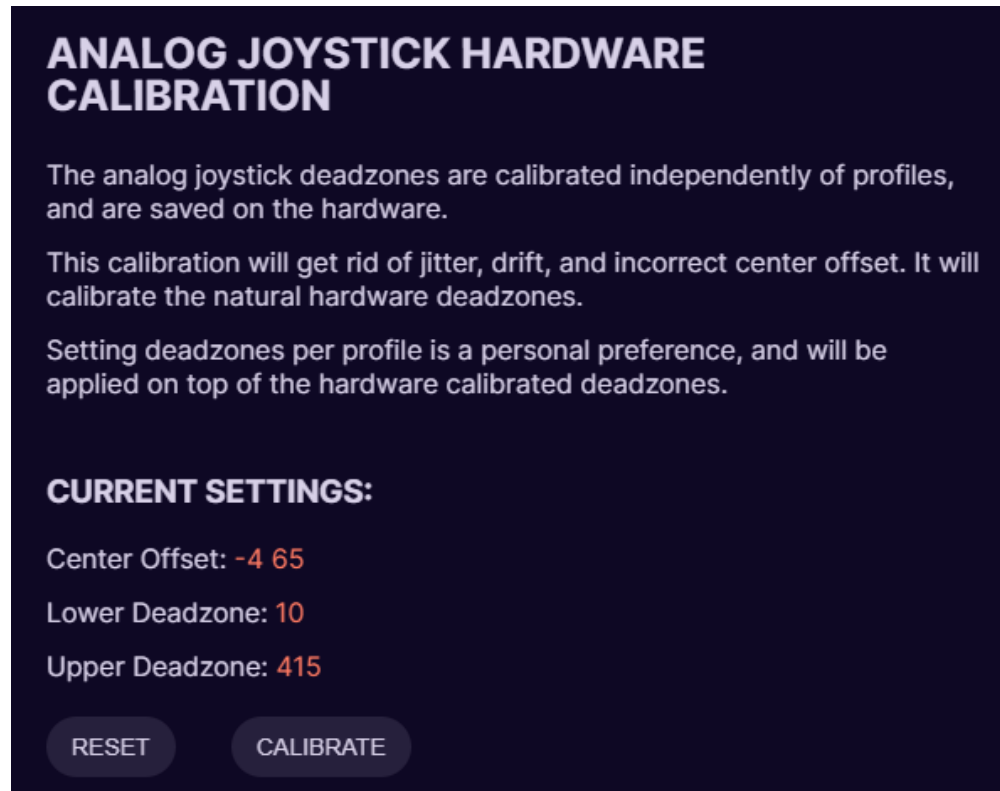 ANALOG JOYSTICK HARDWARE
CALIBRATION
The analog joystick deadzones are calibrated independently of profiles,
and are saved on the hardware.
This calibration will get rid of jitter, drift, and incorrect center offset. It will
calibrate the natural hardware deadzones.
Setting deadzones per profile is a personal preference, and will be
applied on top of the hardware calibrated deadzones.
CURRENT SETTINGS:
Center Offset: -4 65
Lower Deadzone: 10
Upper Deadzone: 415
RESET CALIBRATE